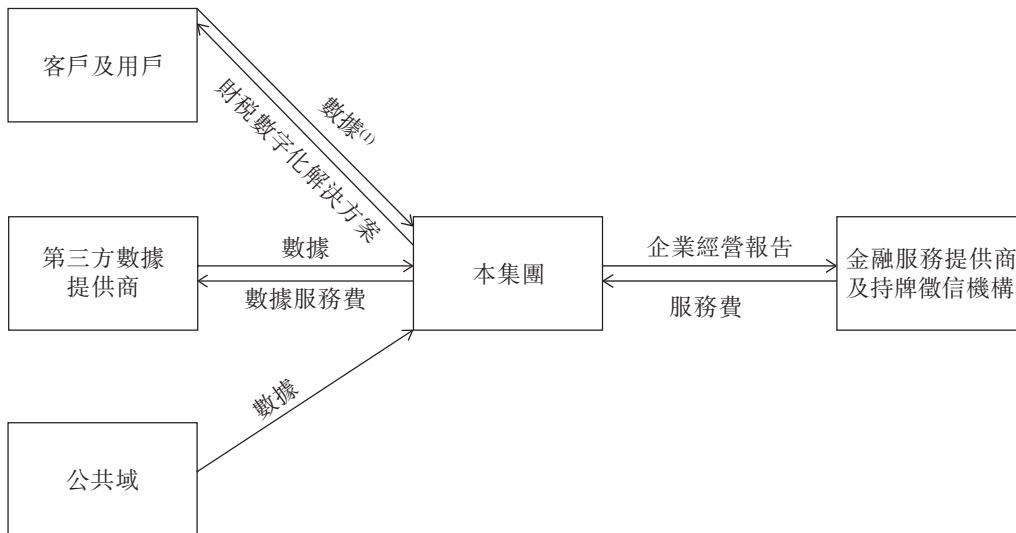 客戶及用戶
數據(1)
財稅數字化解決方案
第三方數據
提供商
數據
數據服務費
本集團
企業經營報告
服務費
金融服務提供商
及持牌徵信機構
數據
公共域